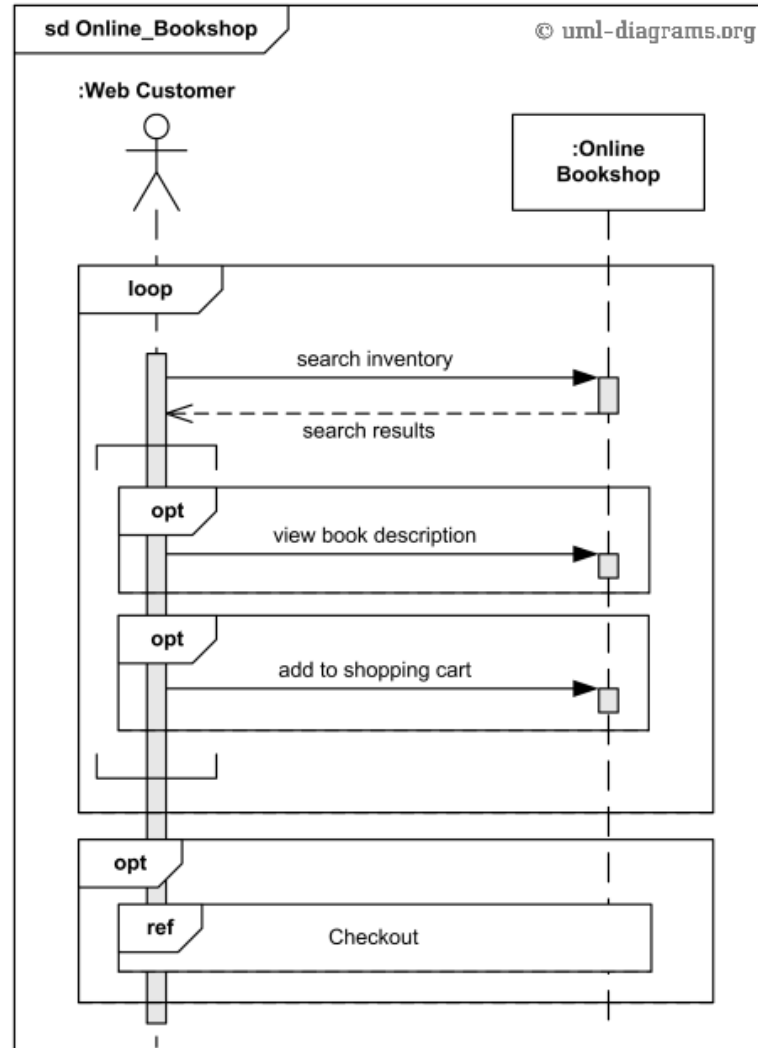 sd Online_Bookshop
© uml-diagrams.org
:Web Customer
:Online
Bookshop
loop
search inventory
search results
opt
view book description
opt
add to shopping cart
opt
ref
Checkout